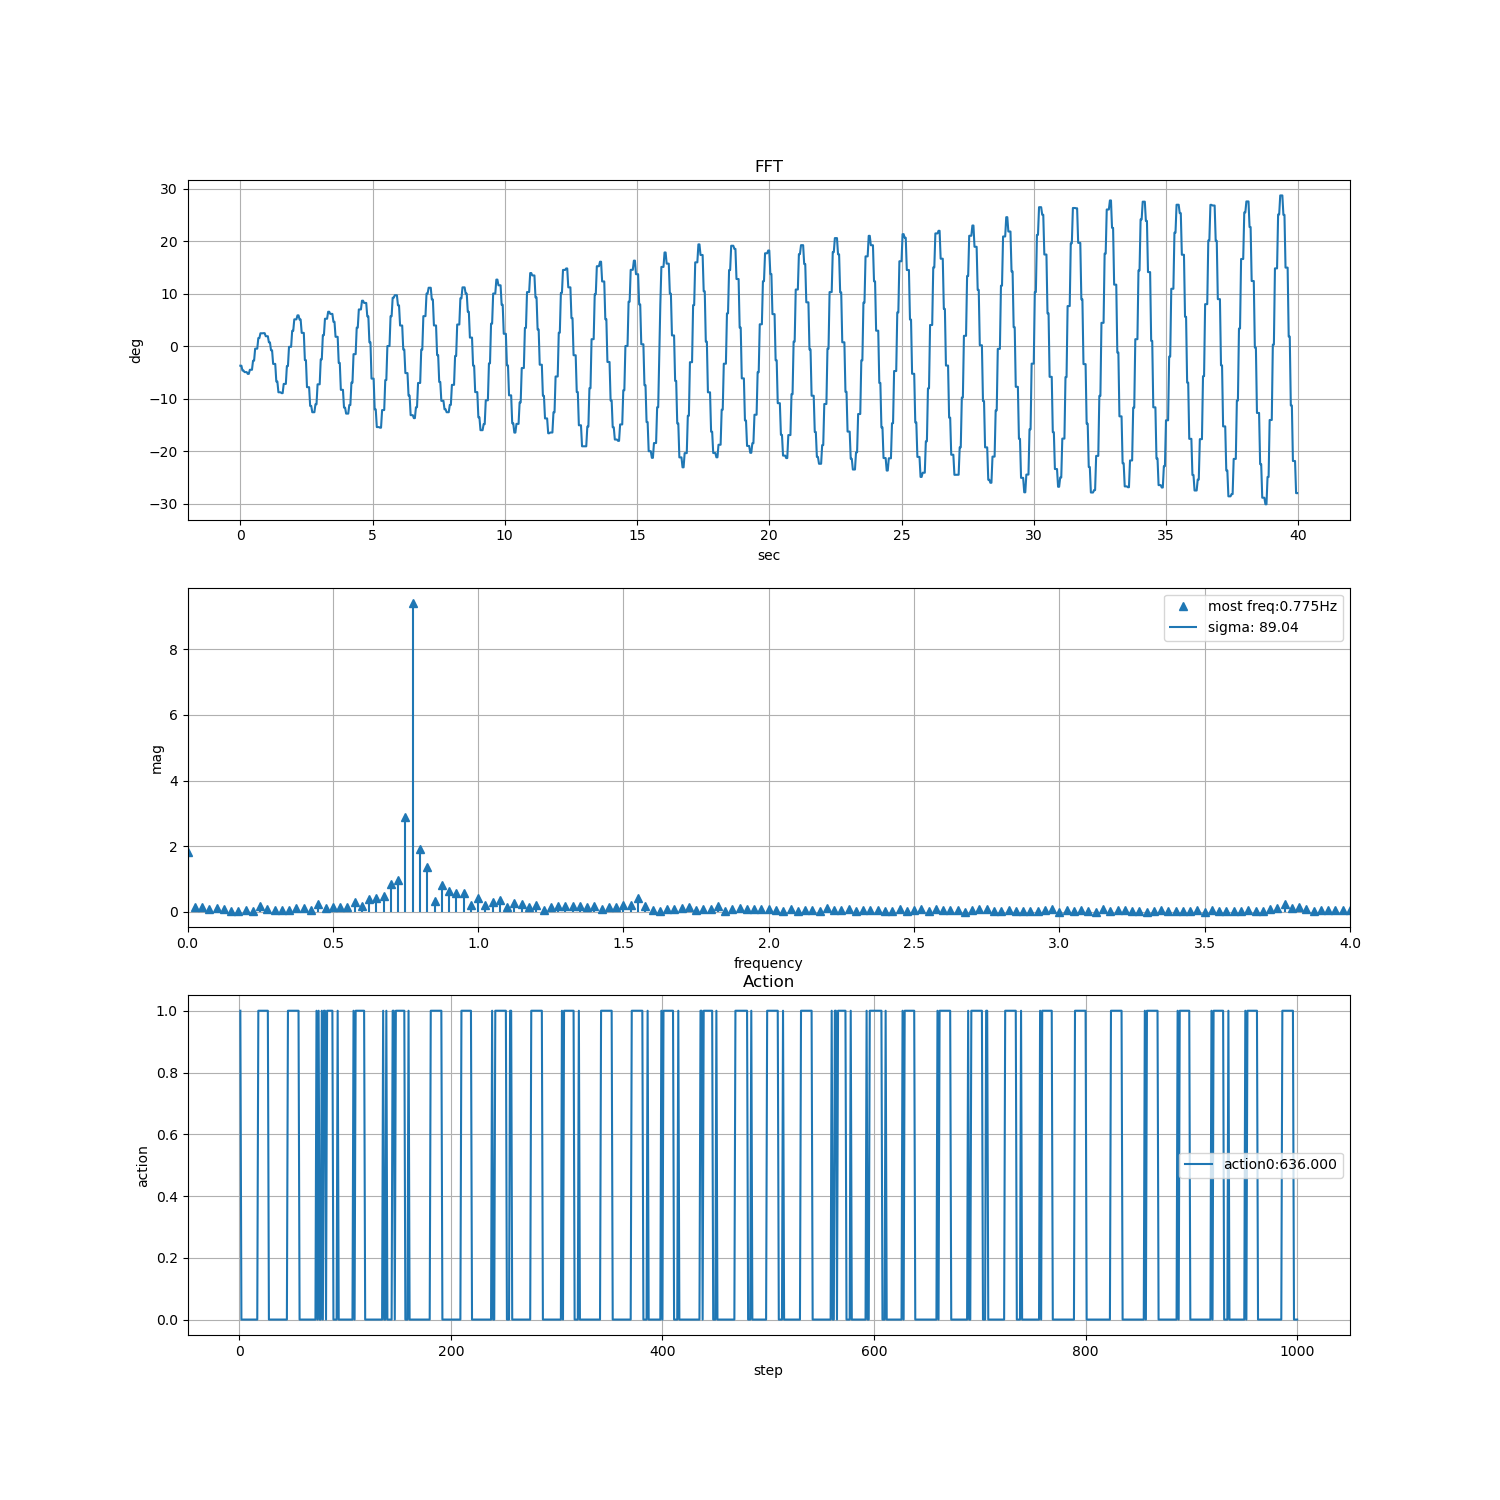 FFT
30
20
10
0
−10
−20
−30
deg
0 5 10 15 20 25 30 35 40
sec
most freq:0.775Hz
sigma: 89.04
8
6
4
2
0
mag
0.0 0.5 1.0 1.5 2.0 2.5 3.0 3.5 4.0
frequency
Action
1.0
0.8
0.6
0.4
0.2
0.0
action
action0:636.000
0 200 400 600 800 1000
step